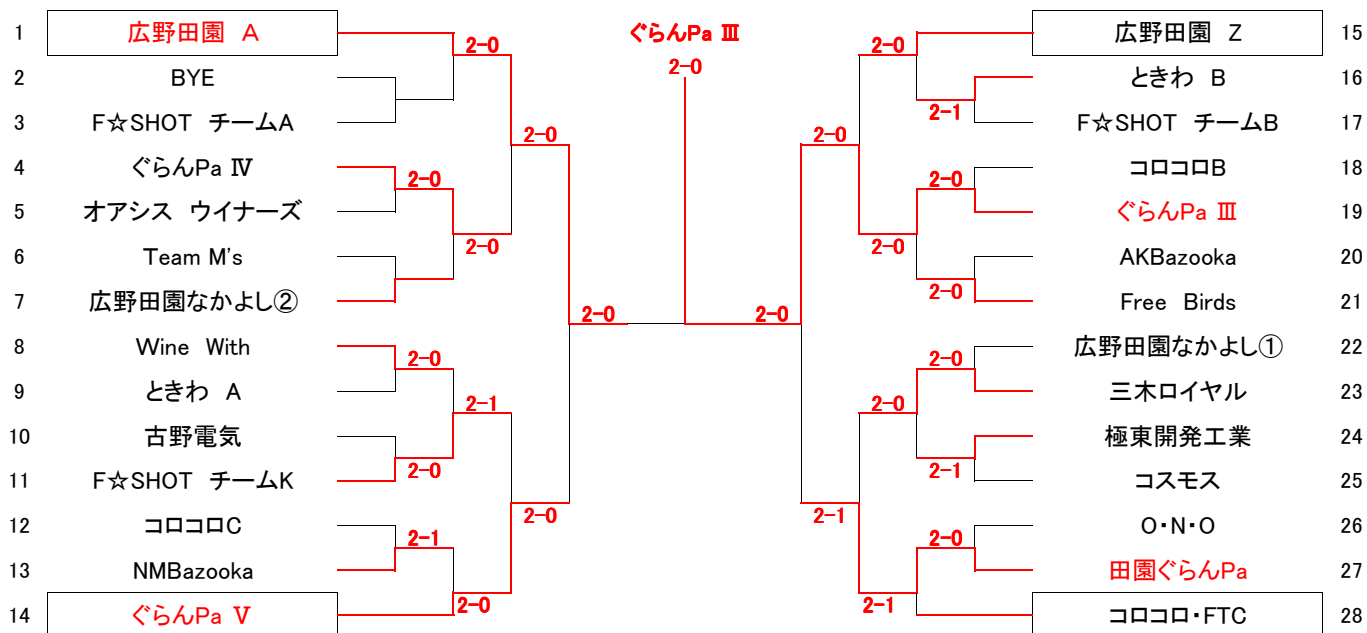 1 広野田園 A 2-0 ぐらんPa Ⅲ 2-0 広野田園 Z 15
2-0
2 BYE ときわ B 16
2-1
3 F☆SHOT チームA F☆SHOT チームB 17
2-0 2-0
4 ぐらんPa Ⅳ 2-0 2-0 コロコロB 18
5 オアシス ウイナーズ ぐらんPa Ⅲ 19
2-0 2-0
6 Team M's AKBazooka 20
2-0
7 広野田園なかよし② Free Birds 21
2-0 2-0
8 Wine With 2-0 2-0 広野田園なかよし① 22
9 ときわ A 三木ロイヤル 23
2-1 2-0
10 古野電気 極東開発工業 24
2-0 2-1
11 F☆SHOT チームK コスモス 25
2-0 2-1
12 コロコロC O・N・O 26
2-1 2-0
13 NMBazooka 田園ぐらんPa 27
2-0 2-1
14 ぐらんPa Ⅴ コロコロ・FTC 28